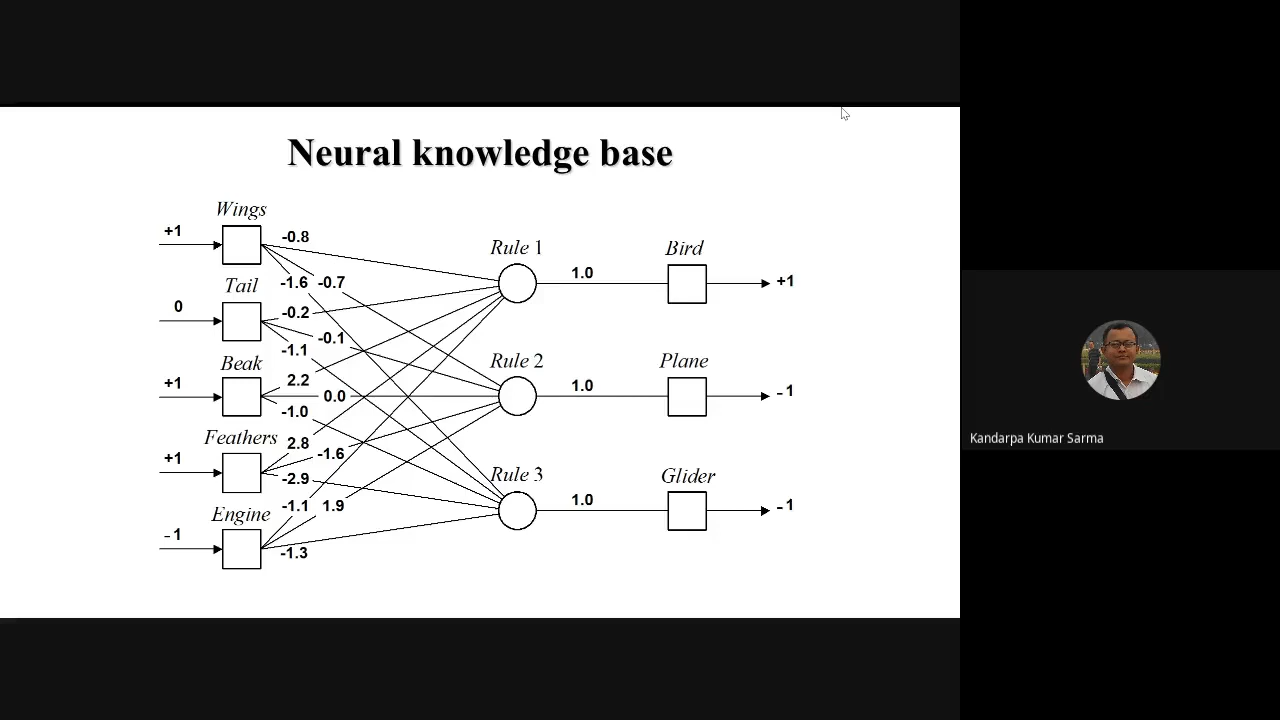 Neural knowledge base
Wings
+1
-0.8
Rule 1
Bird
1.0
+1
Tail
-1.6 -0.7
0
-0.2
-0.1
-1.1
Beak
Rule 2
Plane
+1
2.2
0.0
1.0
-1
-1.0
Feathers
+1
2.8
-1.6
-2.9
Rule 3
Glider
1.0
-1
Engine
-1.1 1.9
-1
-1.3
Kandarpa Kumar Sarma